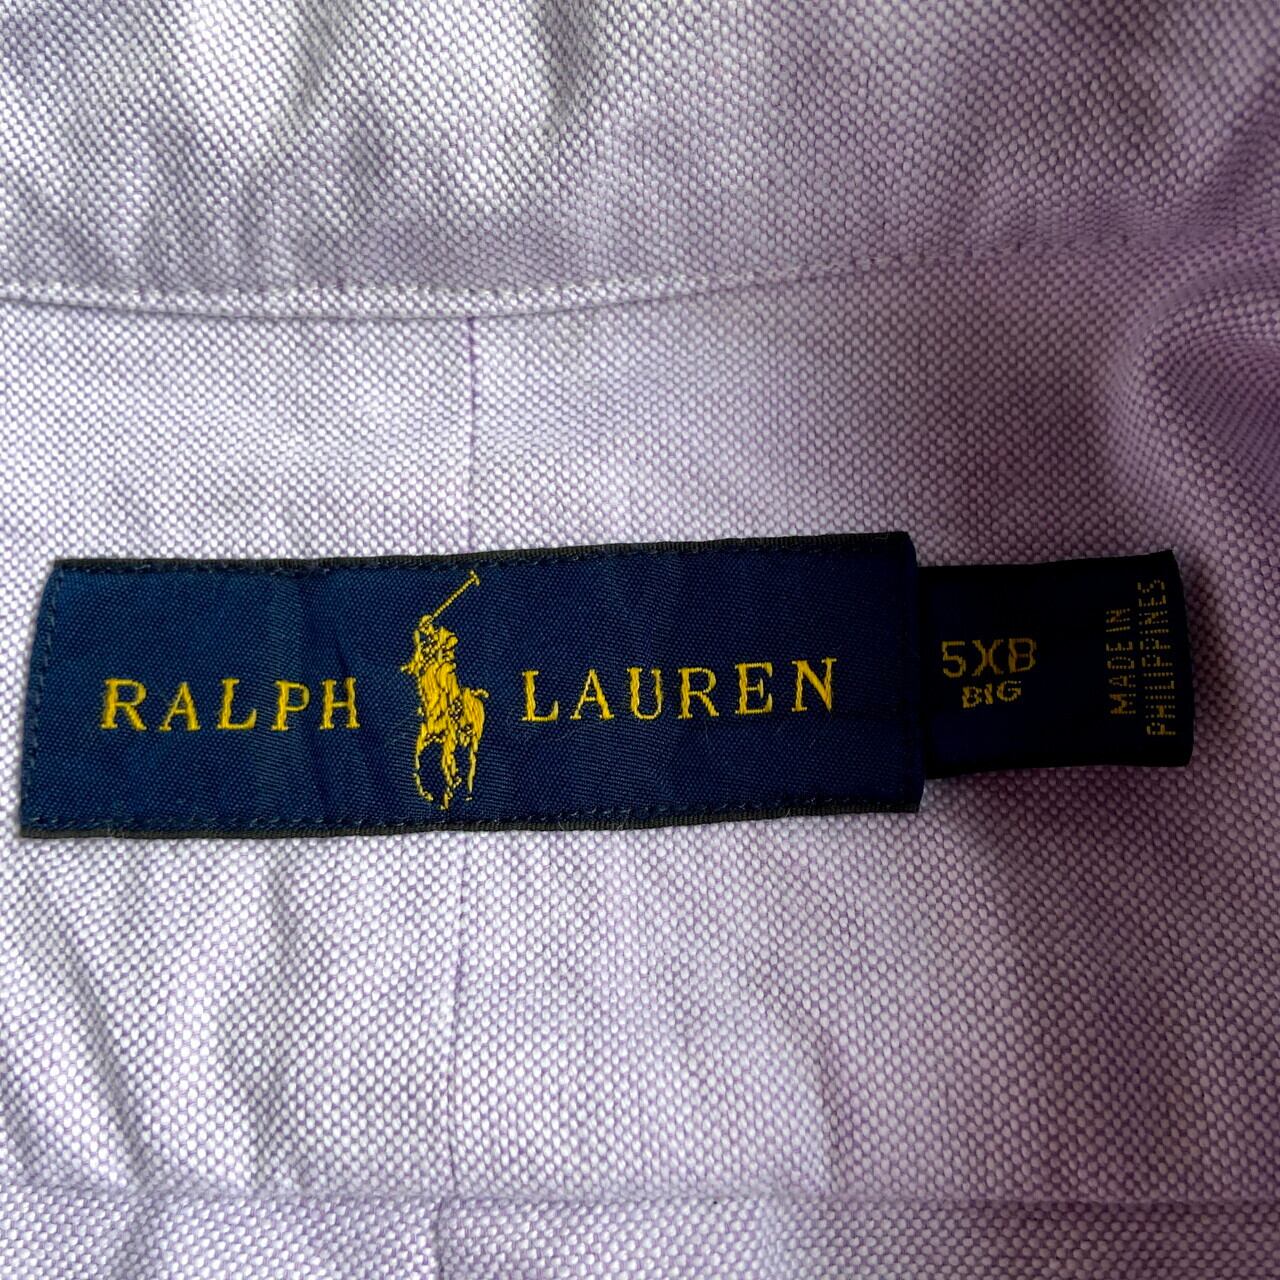 RALPH LAUREN
5XB
BIG
MADE IN
PHILIPPINES